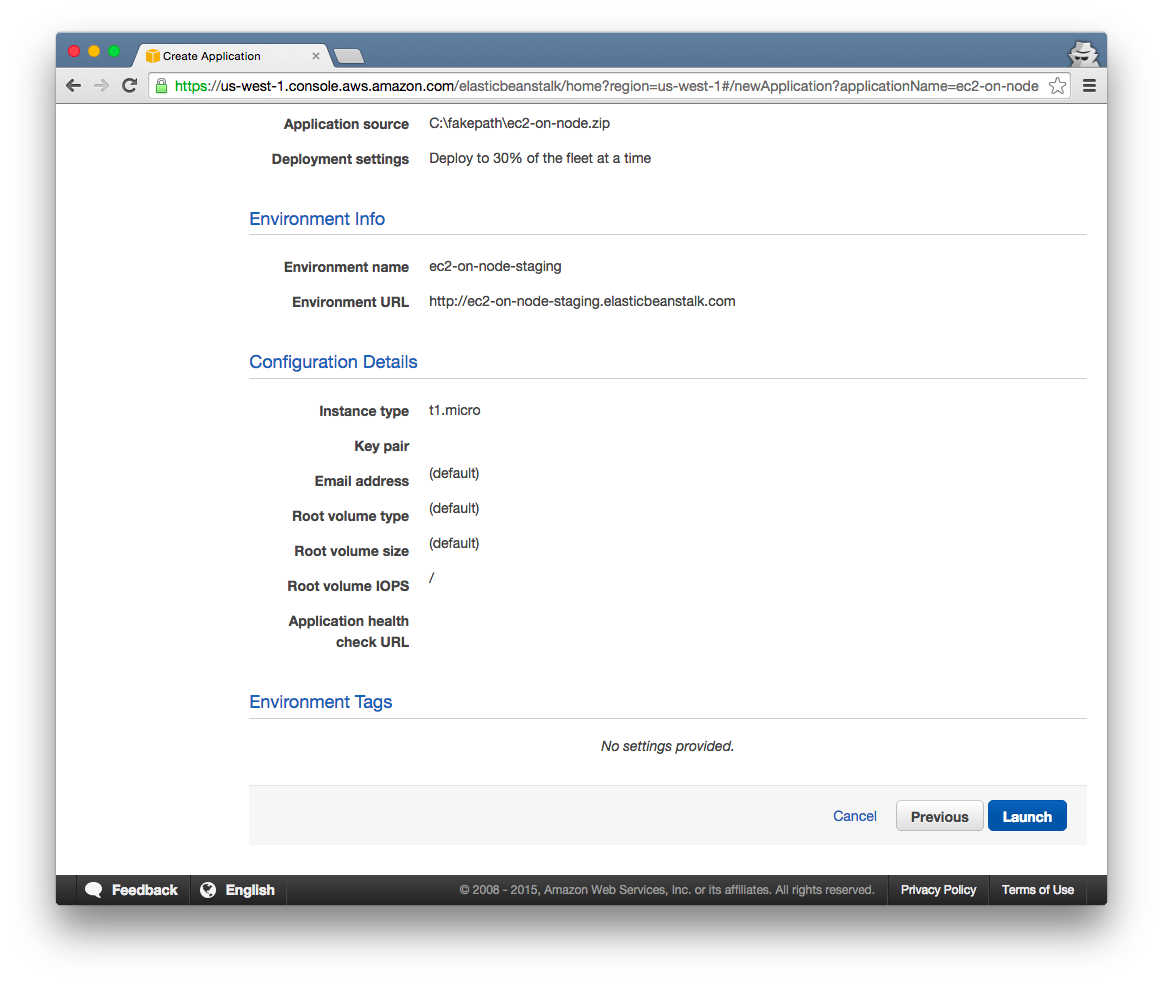 Create Application
https://us-west-1.console.aws.amazon.com/elasticbeanstalk/home?region=us-west-1#/newApplication?applicationName=ec2-on-node
Application source C:\fakepath\ec2-on-node.zip
Deployment settings Deploy to 30% of the fleet at a time
Environment Info
Environment name ec2-on-node-staging
Environment URL http://ec2-on-node-staging.elasticbeanstalk.com
Configuration Details
Instance type t1.micro
Key pair
Email address (default)
Root volume type (default)
Root volume size (default)
Root volume IOPS /
Application health
check URL
Environment Tags
No settings provided.
Cancel Previous Launch
Feedback English © 2008 - 2015, Amazon Web Services, Inc. or its affiliates. All rights reserved. Privacy Policy Terms of Use